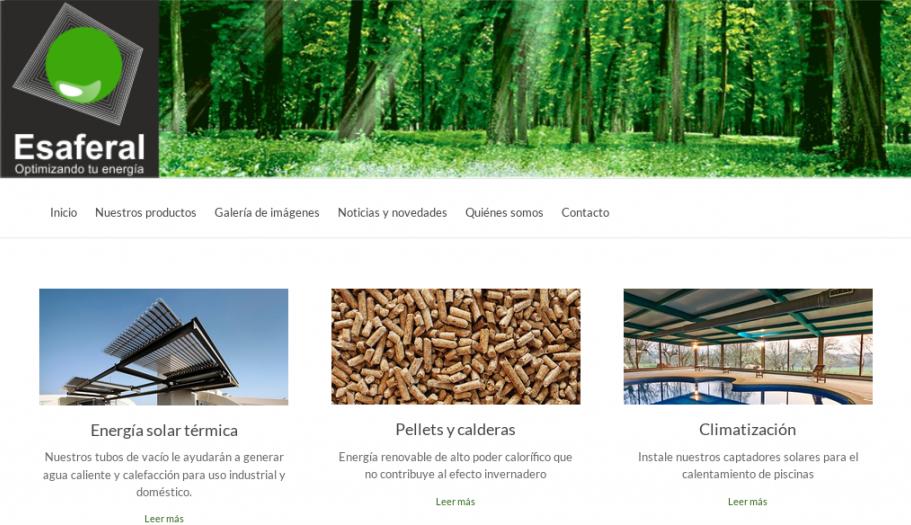 Esaferal
Optimizando tu energía
Inicio Nuestros productos Galería de imágenes Noticias y novedades Quiénes somos Contacto
Energía solar térmica
Nuestros tubos de vacío le ayudarán a generar
agua caliente y calefacción para uso industrial y
doméstico.
Leer más
Pellets y calderas
Energía renovable de alto poder calorífico que
no contribuye al efecto invernadero
Leer más
Climatización
Instale nuestros captadores solares para el
calentamiento de piscinas
Leer más